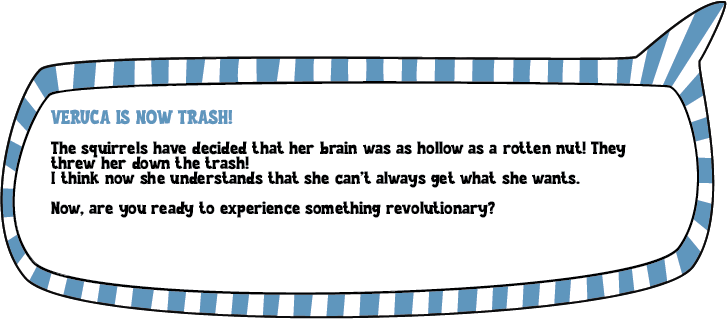 VERUCA IS NOW TRASH!
The squirrels have decided that her brain was as hollow as a rotten nut! They
threw her down the trash!
I think now she understands that she can't always get what she wants.
Now, are you ready to experience something revolutionary?